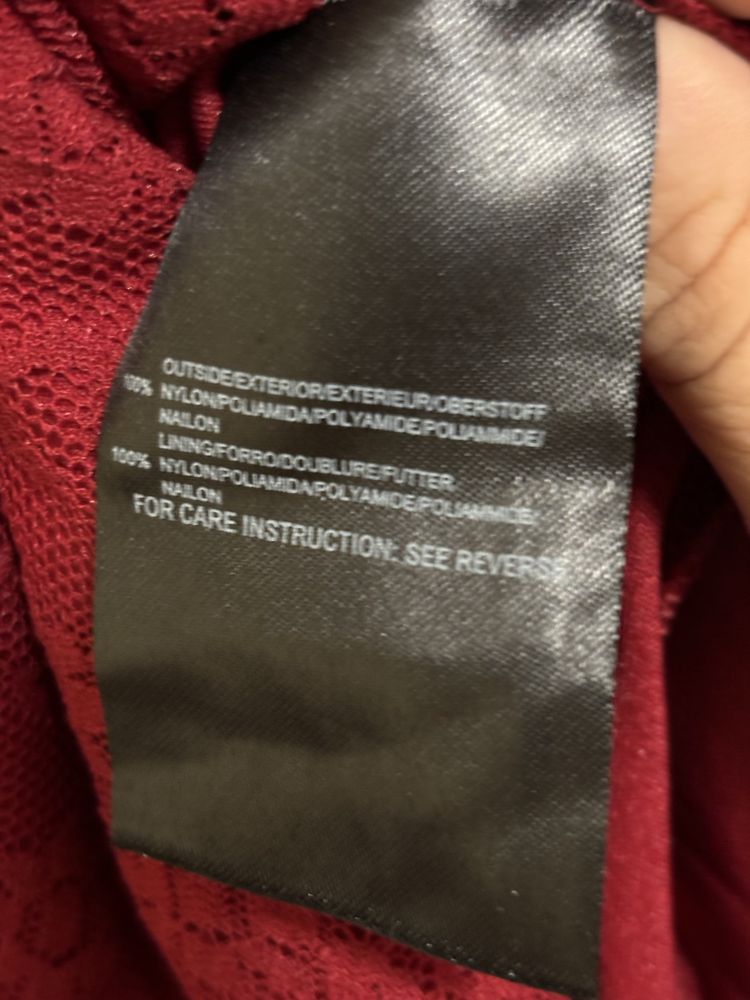 OUTSIDE/EXTERIOR/EXTERIEUR/OBERSTOFF
100% NYLON/POLIAMIDA/POLYAMIDE/POLIAMMIDE/
NAILON
LINING/FORRO/DOUBLURE/FUTTER
100% NYLON/POLIAMIDA/POLYAMIDE/POLIAMMIDE/
NAILON
FOR CARE INSTRUCTION: SEE REVERSE